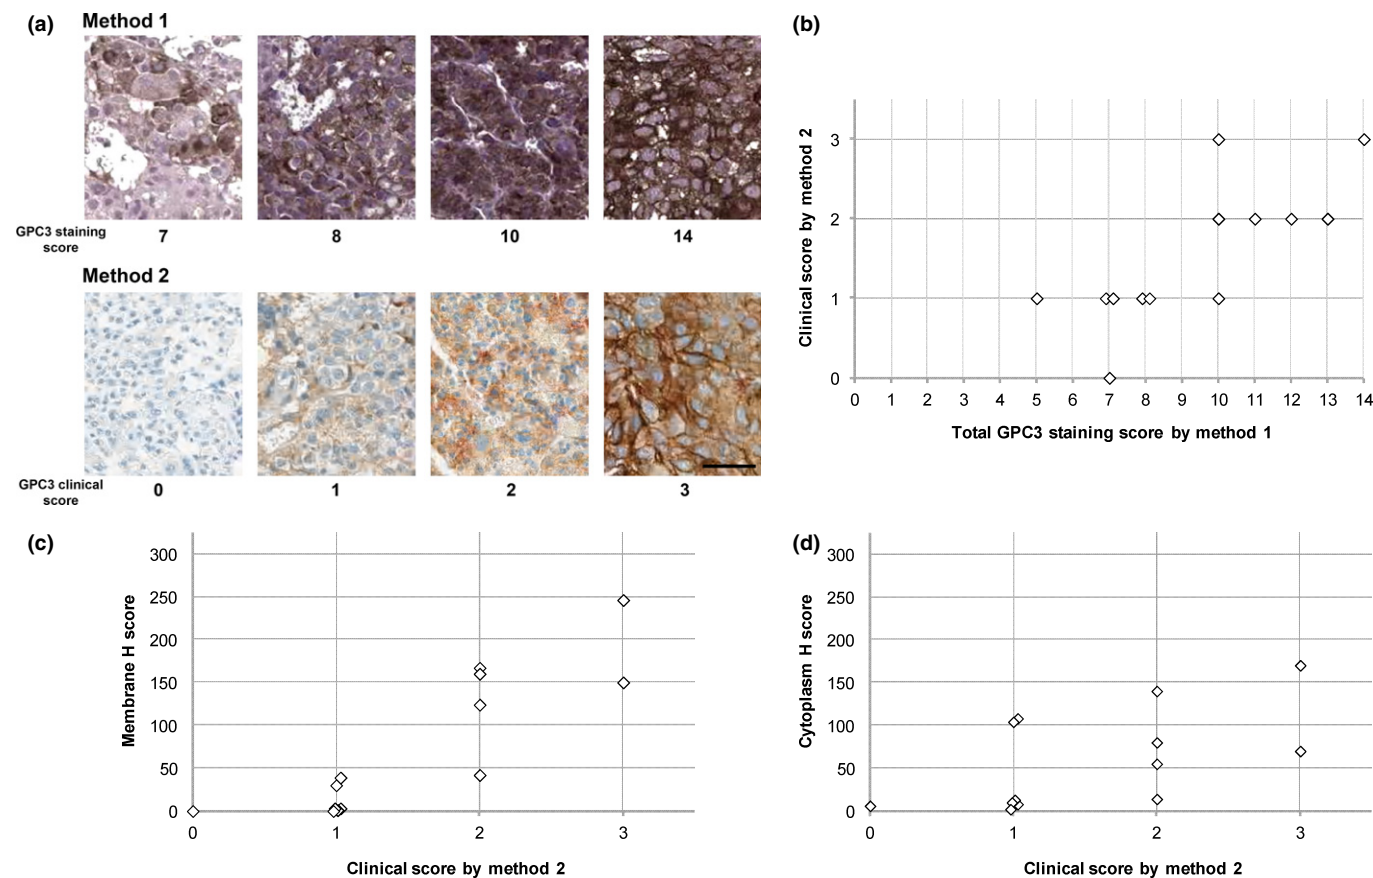 (a)
Method 1
GPC3 staining
score
7
8
10
14
Method 2
GPC3 clinical
score
0
1
2
3
(b)
Clinical score by method 2
3
2
1
0
0 1 2 3 4 5 6 7 8 9 10 11 12 13 14
Total GPC3 staining score by method 1
(c)
Membrane H score
300
250
200
150
100
50
0
0 1 2 3
Clinical score by method 2
(d)
Cytoplasm H score
300
250
200
150
100
50
0
0 1 2 3
Clinical score by method 2